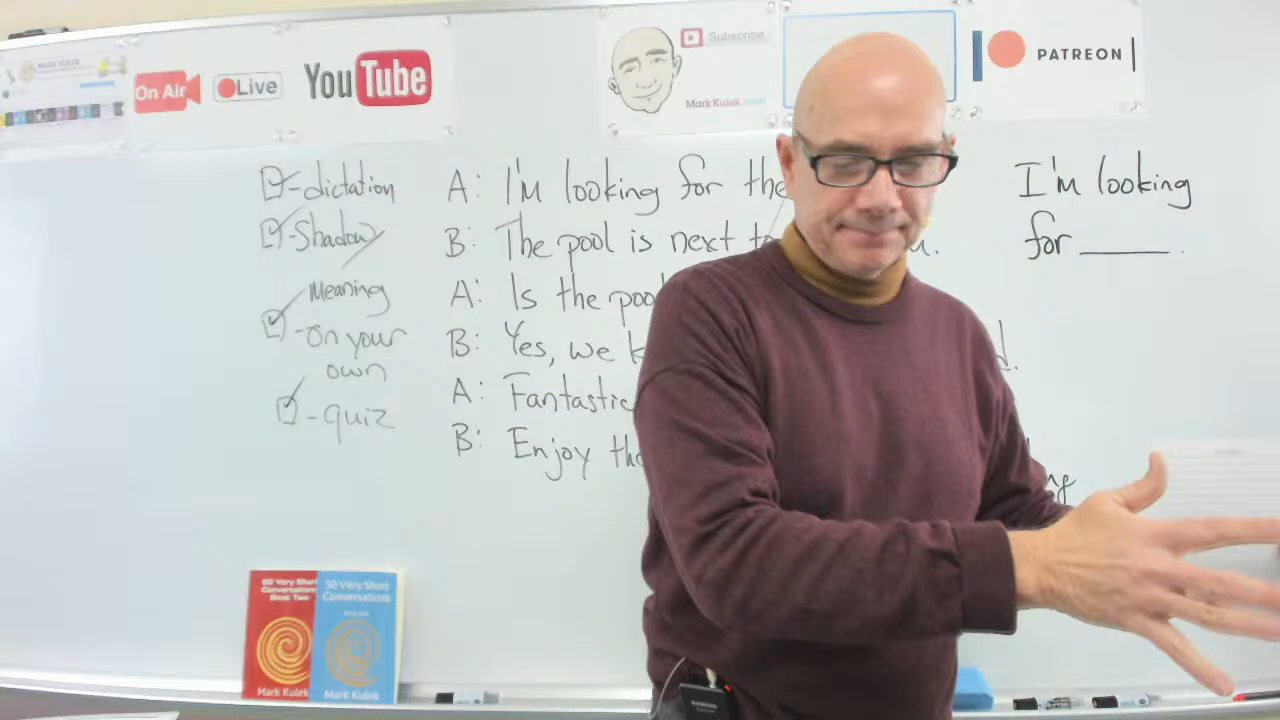 MARK KULEK
On Air
Live
YouTube
Subscribe
MarkKulek.com
PATREON
- dictation
- Shadow
Meaning
- On your
own
- quiz
A: I'm looking for the
B: The pool is next to
A: Is the pool
B: Yes, we
A: Fantastic
B: Enjoy the
I'm looking
for ______.
50 Very Short
Conversations
Book Two
Mark Kulek
50 Very Short
Conversations
Mark Kulek